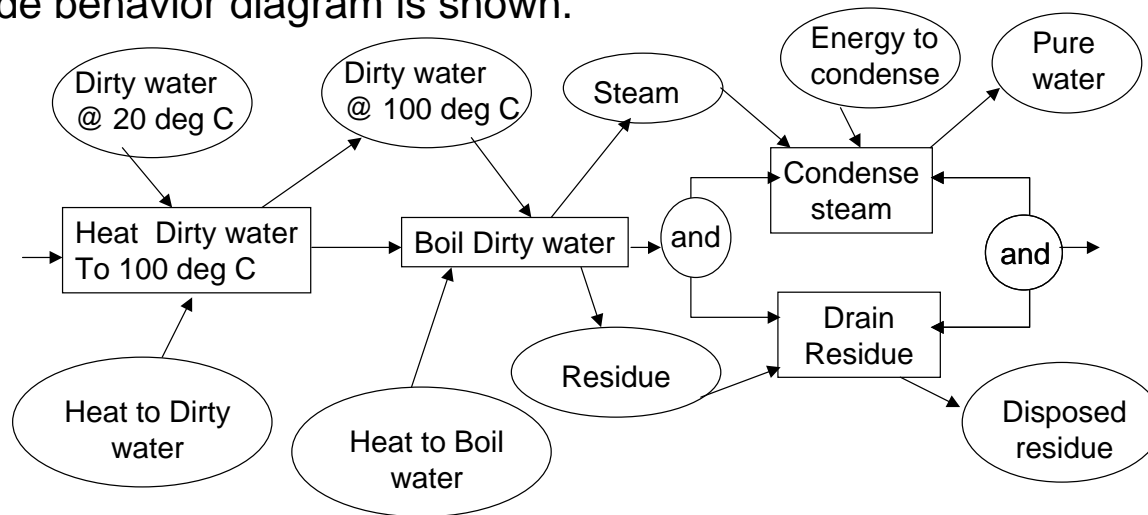 de behavior diagram is shown.
Dirty water
@ 20 deg C
Dirty water
@ 100 deg C
Steam
Energy to
condense
Pure
water
Heat  Dirty water
To 100 deg C
Boil Dirty water
and
Condense
steam
and
Drain
Residue
Heat to Dirty
water
Heat to Boil
water
Residue
Disposed
residue